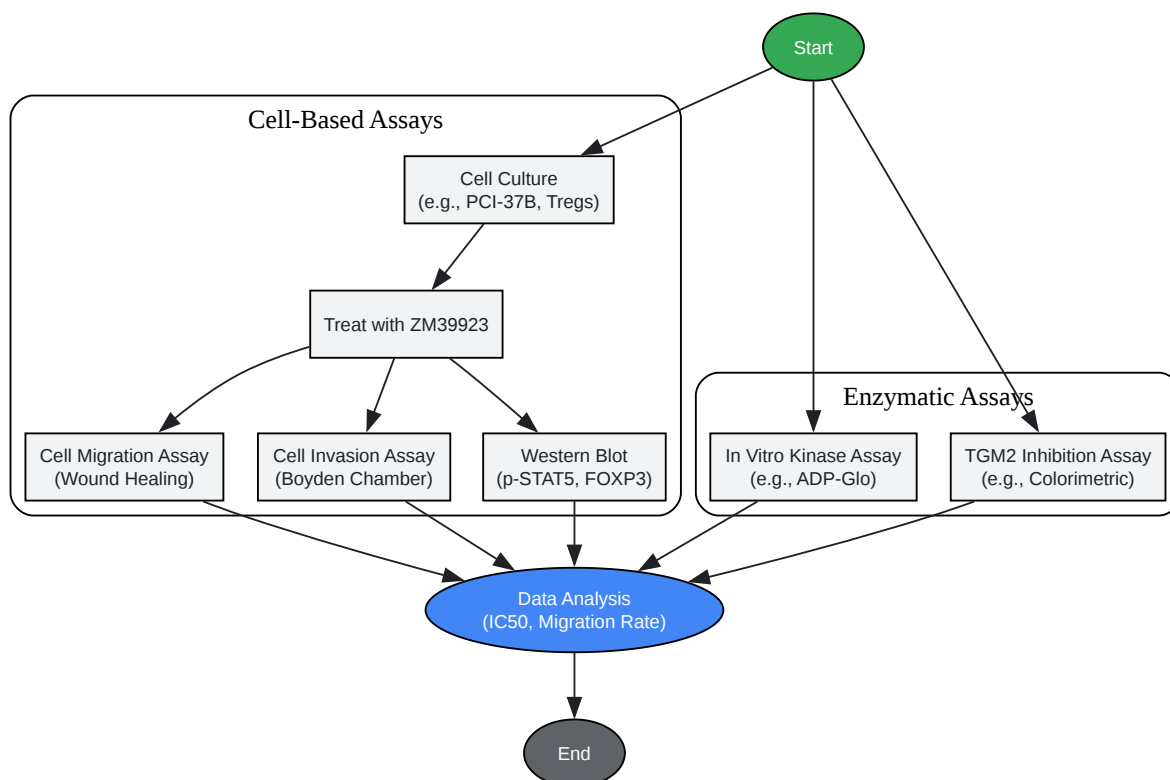 Start
Cell-Based Assays
Cell Culture
(e.g., PCI-37B, Tregs)
Treat with ZM39923
Enzymatic Assays
Cell Migration Assay
(Wound Healing)
Cell Invasion Assay
(Boyden Chamber)
Western Blot
(p-STAT5, FOXP3)
In Vitro Kinase Assay
(e.g., ADP-Glo)
TGM2 Inhibition Assay
(e.g., Colorimetric)
Data Analysis
(IC50, Migration Rate)
End